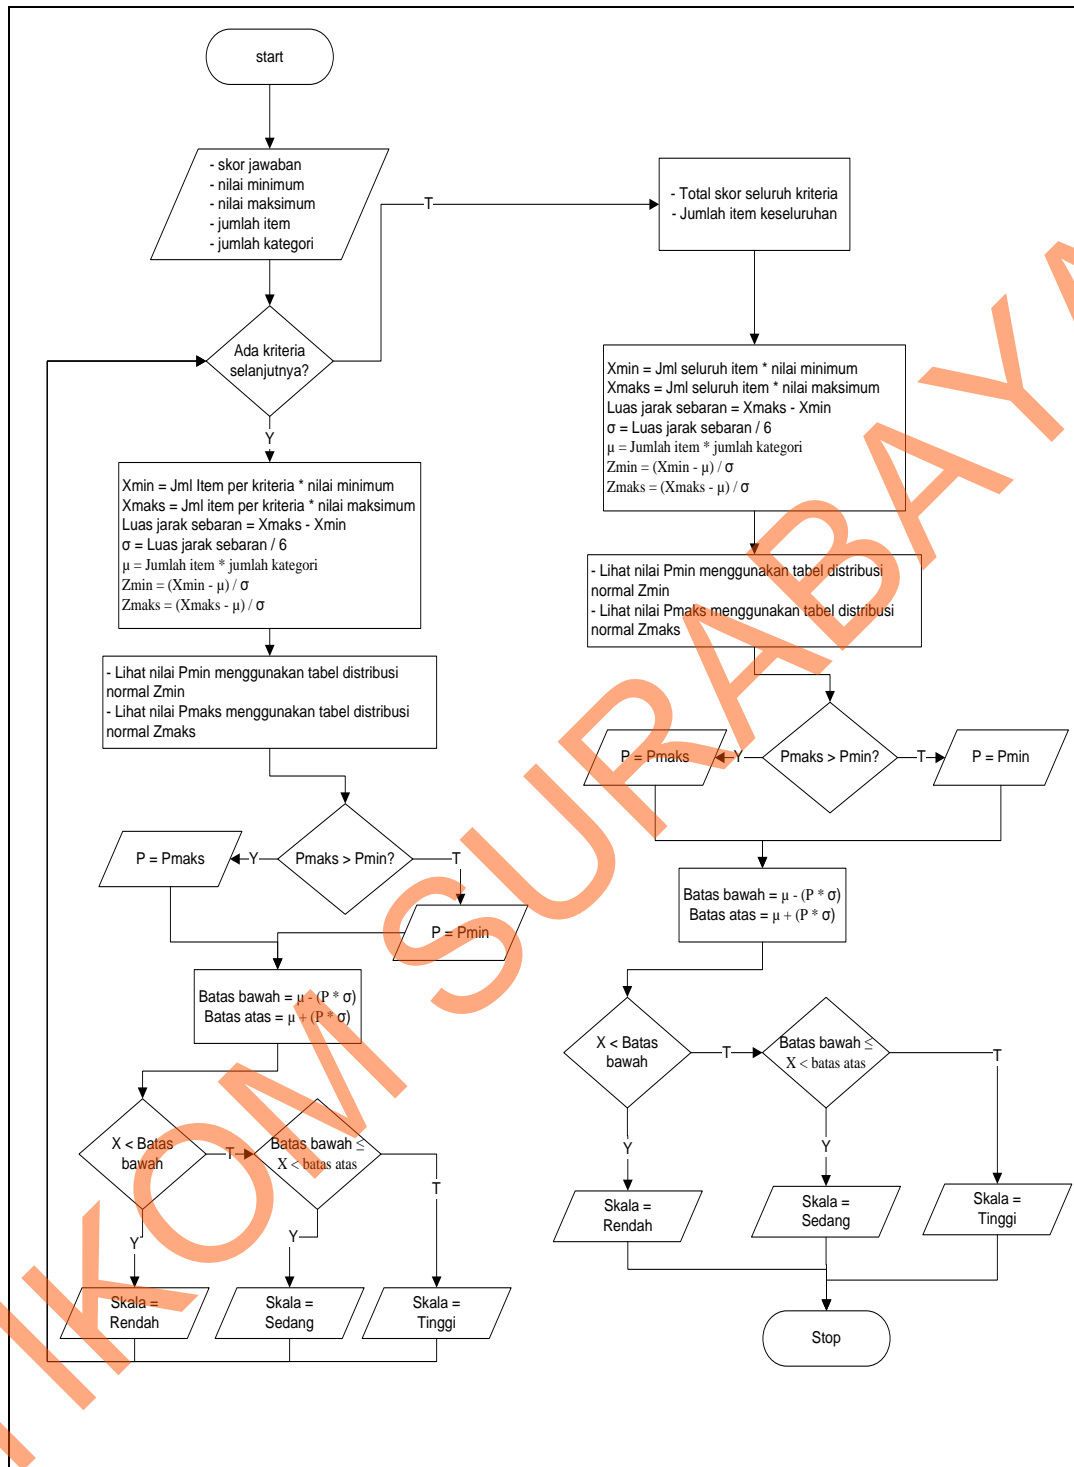 start
- skor jawaban
- nilai minimum
- nilai maksimum
- jumlah item
- jumlah kategori
Ada kriteria
selanjutnya?
T
Y
Xmin = Jml Item per kriteria * nilai minimum
Xmaks = Jml item per kriteria * nilai maksimum
Luas jarak sebaran = Xmaks - Xmin
σ = Luas jarak sebaran / 6
μ = Jumlah item * jumlah kategori
Zmin = (Xmin - μ) / σ
Zmaks = (Xmaks - μ) / σ
- Lihat nilai Pmin menggunakan tabel distribusi
normal Zmin
- Lihat nilai Pmaks menggunakan tabel distribusi
normal Zmaks
Pmaks > Pmin?
Y
T
P = Pmaks
P = Pmin
Batas bawah = μ - (P * σ)
Batas atas = μ + (P * σ)
X < Batas
bawah
T
Batas bawah ≤
X < batas atas
T
Y
Y
Skala =
Rendah
Skala =
Sedang
Skala =
Tinggi
- Total skor seluruh kriteria
- Jumlah item keseluruhan
Xmin = Jml seluruh item * nilai minimum
Xmaks = Jml seluruh item * nilai maksimum
Luas jarak sebaran = Xmaks - Xmin
σ = Luas jarak sebaran / 6
μ = Jumlah item * jumlah kategori
Zmin = (Xmin - μ) / σ
Zmaks = (Xmaks - μ) / σ
- Lihat nilai Pmin menggunakan tabel distribusi
normal Zmin
- Lihat nilai Pmaks menggunakan tabel distribusi
normal Zmaks
P = Pmaks
Y
Pmaks > Pmin?
T
P = Pmin
Batas bawah = μ - (P * σ)
Batas atas = μ + (P * σ)
X < Batas
bawah
T
Batas bawah ≤
X < batas atas
T
Y
Y
Skala =
Rendah
Skala =
Sedang
Skala =
Tinggi
Stop
IKOM SURABAYA